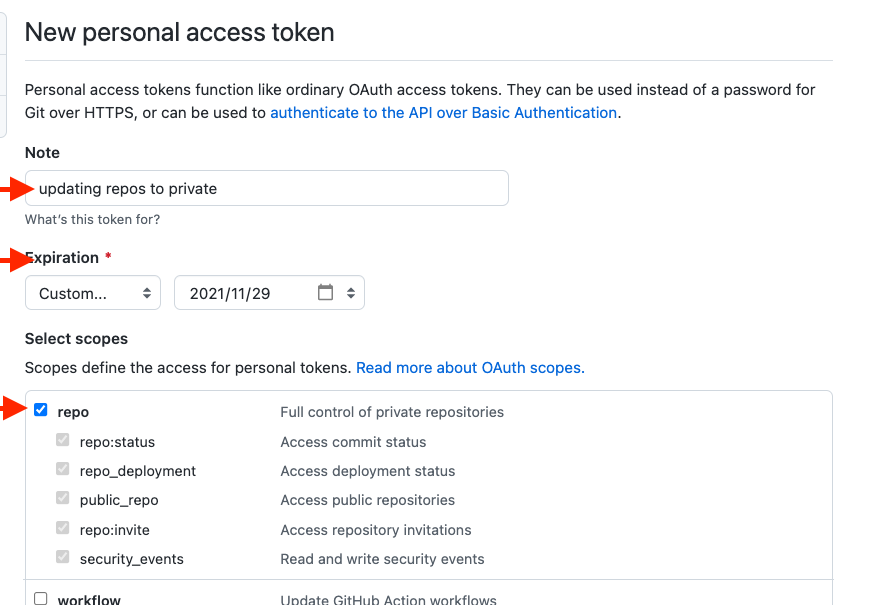 New personal access token
Personal access tokens function like ordinary OAuth access tokens. They can be used instead of a password for
Git over HTTPS, or can be used to authenticate to the API over Basic Authentication.
Note
updating repos to private
What's this token for?
Expiration *
Custom... 2021/11/29
Select scopes
Scopes define the access for personal tokens. Read more about OAuth scopes.
repo Full control of private repositories
repo:status Access commit status
repo_deployment Access deployment status
public_repo Access public repositories
repo:invite Access repository invitations
security_events Read and write security events
workflow Update GitHub Action workflows